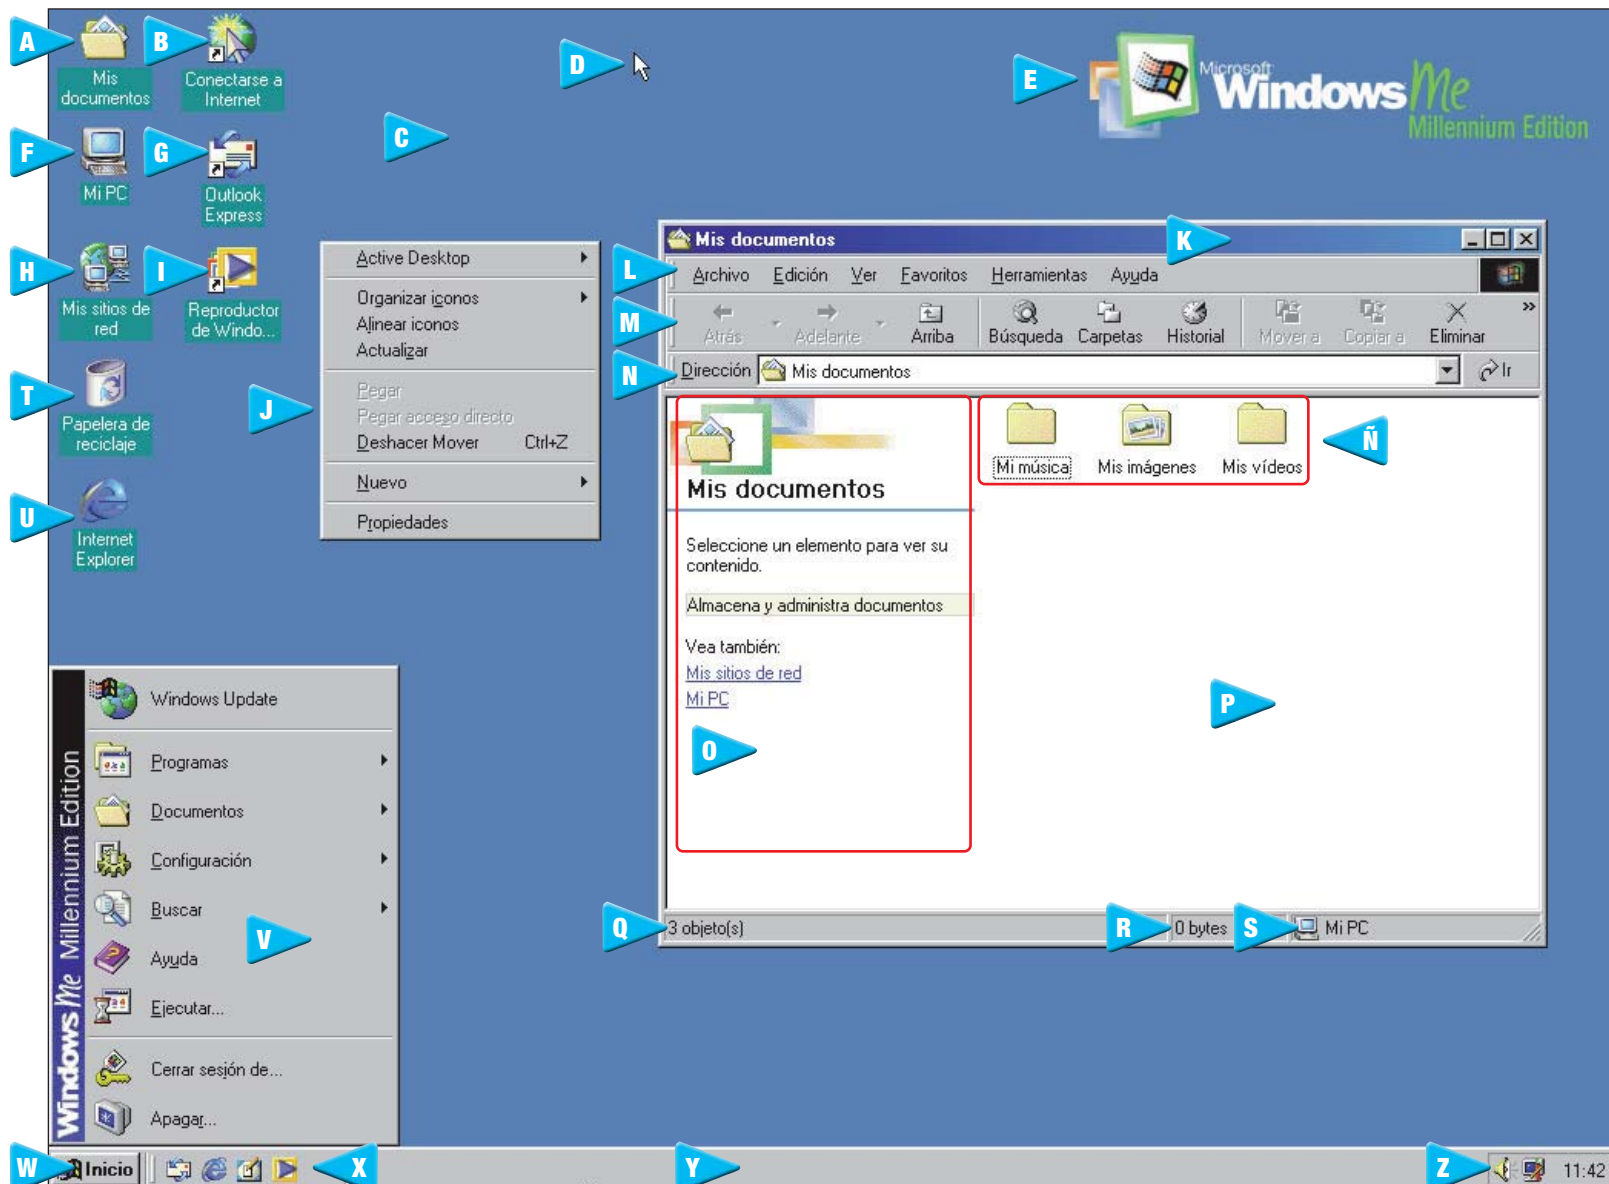 A
Mis
documentos
B
Conectarse a
Internet
C
D
E
Microsoft
Windows Me
Millennium Edition
F
Mi PC
G
Outlook
Express
H
Mis sitios de
red
I
Reproductor
de Windo...
T
Papelera de
reciclaje
U
Internet
Explorer
J
Active Desktop
Organizar iconos
Alinear iconos
Actualizar
Pegar
Pegar acceso directo
Deshacer Mover Ctrl+Z
Nuevo
Propiedades
Mis documentos
K
L
Archivo Edición Ver Favoritos Herramientas Ayuda
M
Atrás Adelante Arriba Búsqueda Carpetas Historial Mover a Copiar a Eliminar »
N
Dirección Mis documentos Ir
Mis documentos
Seleccione un elemento para ver su
contenido.
Almacena y administra documentos
Vea también:
Mis sitios de red
Mi PC
O
Mi música Mis imágenes Mis vídeos
Ñ
P
Q
3 objeto(s)
R
0 bytes
S
Mi PC
Windows Me Millennium Edition
Windows Update
Programas
Documentos
Configuración
Buscar
V
Ayuda
Ejecutar...
Cerrar sesión de...
Apagar...
W
Inicio
X
Y
Z
11:42